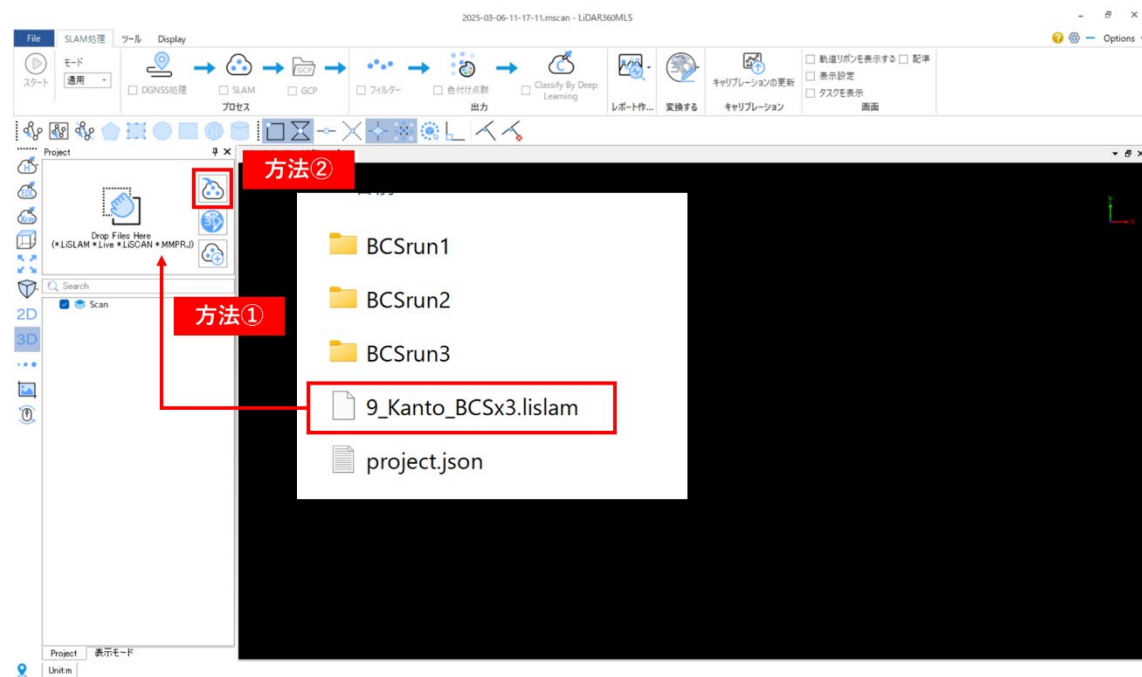 2025-03-06-11-17-11.mscan - LiDAR360MLS
File SLAM処理 ツール Display
Options
スタート
モード
適用
DGNSS処理
SLAM
GCP
GCP
プロセス
フィルター
色付け点群
Classify By Deep
Learning
出力
レポート作...
変換する
キャリブレーションの更新
キャリブレーション
軌道リボンを表示する 配準
表示設定
タスクを表示
画面
Project
方法②
Drop Files Here
(*.LiSLAM *.Live *.LiSCAN *.MMPRJ)
Search
Scan
方法①
2D
3D
BCSrun1
BCSrun2
BCSrun3
9_Kanto_BCSx3.lislam
project.json
Y
X
Project 表示モード
Unit:m